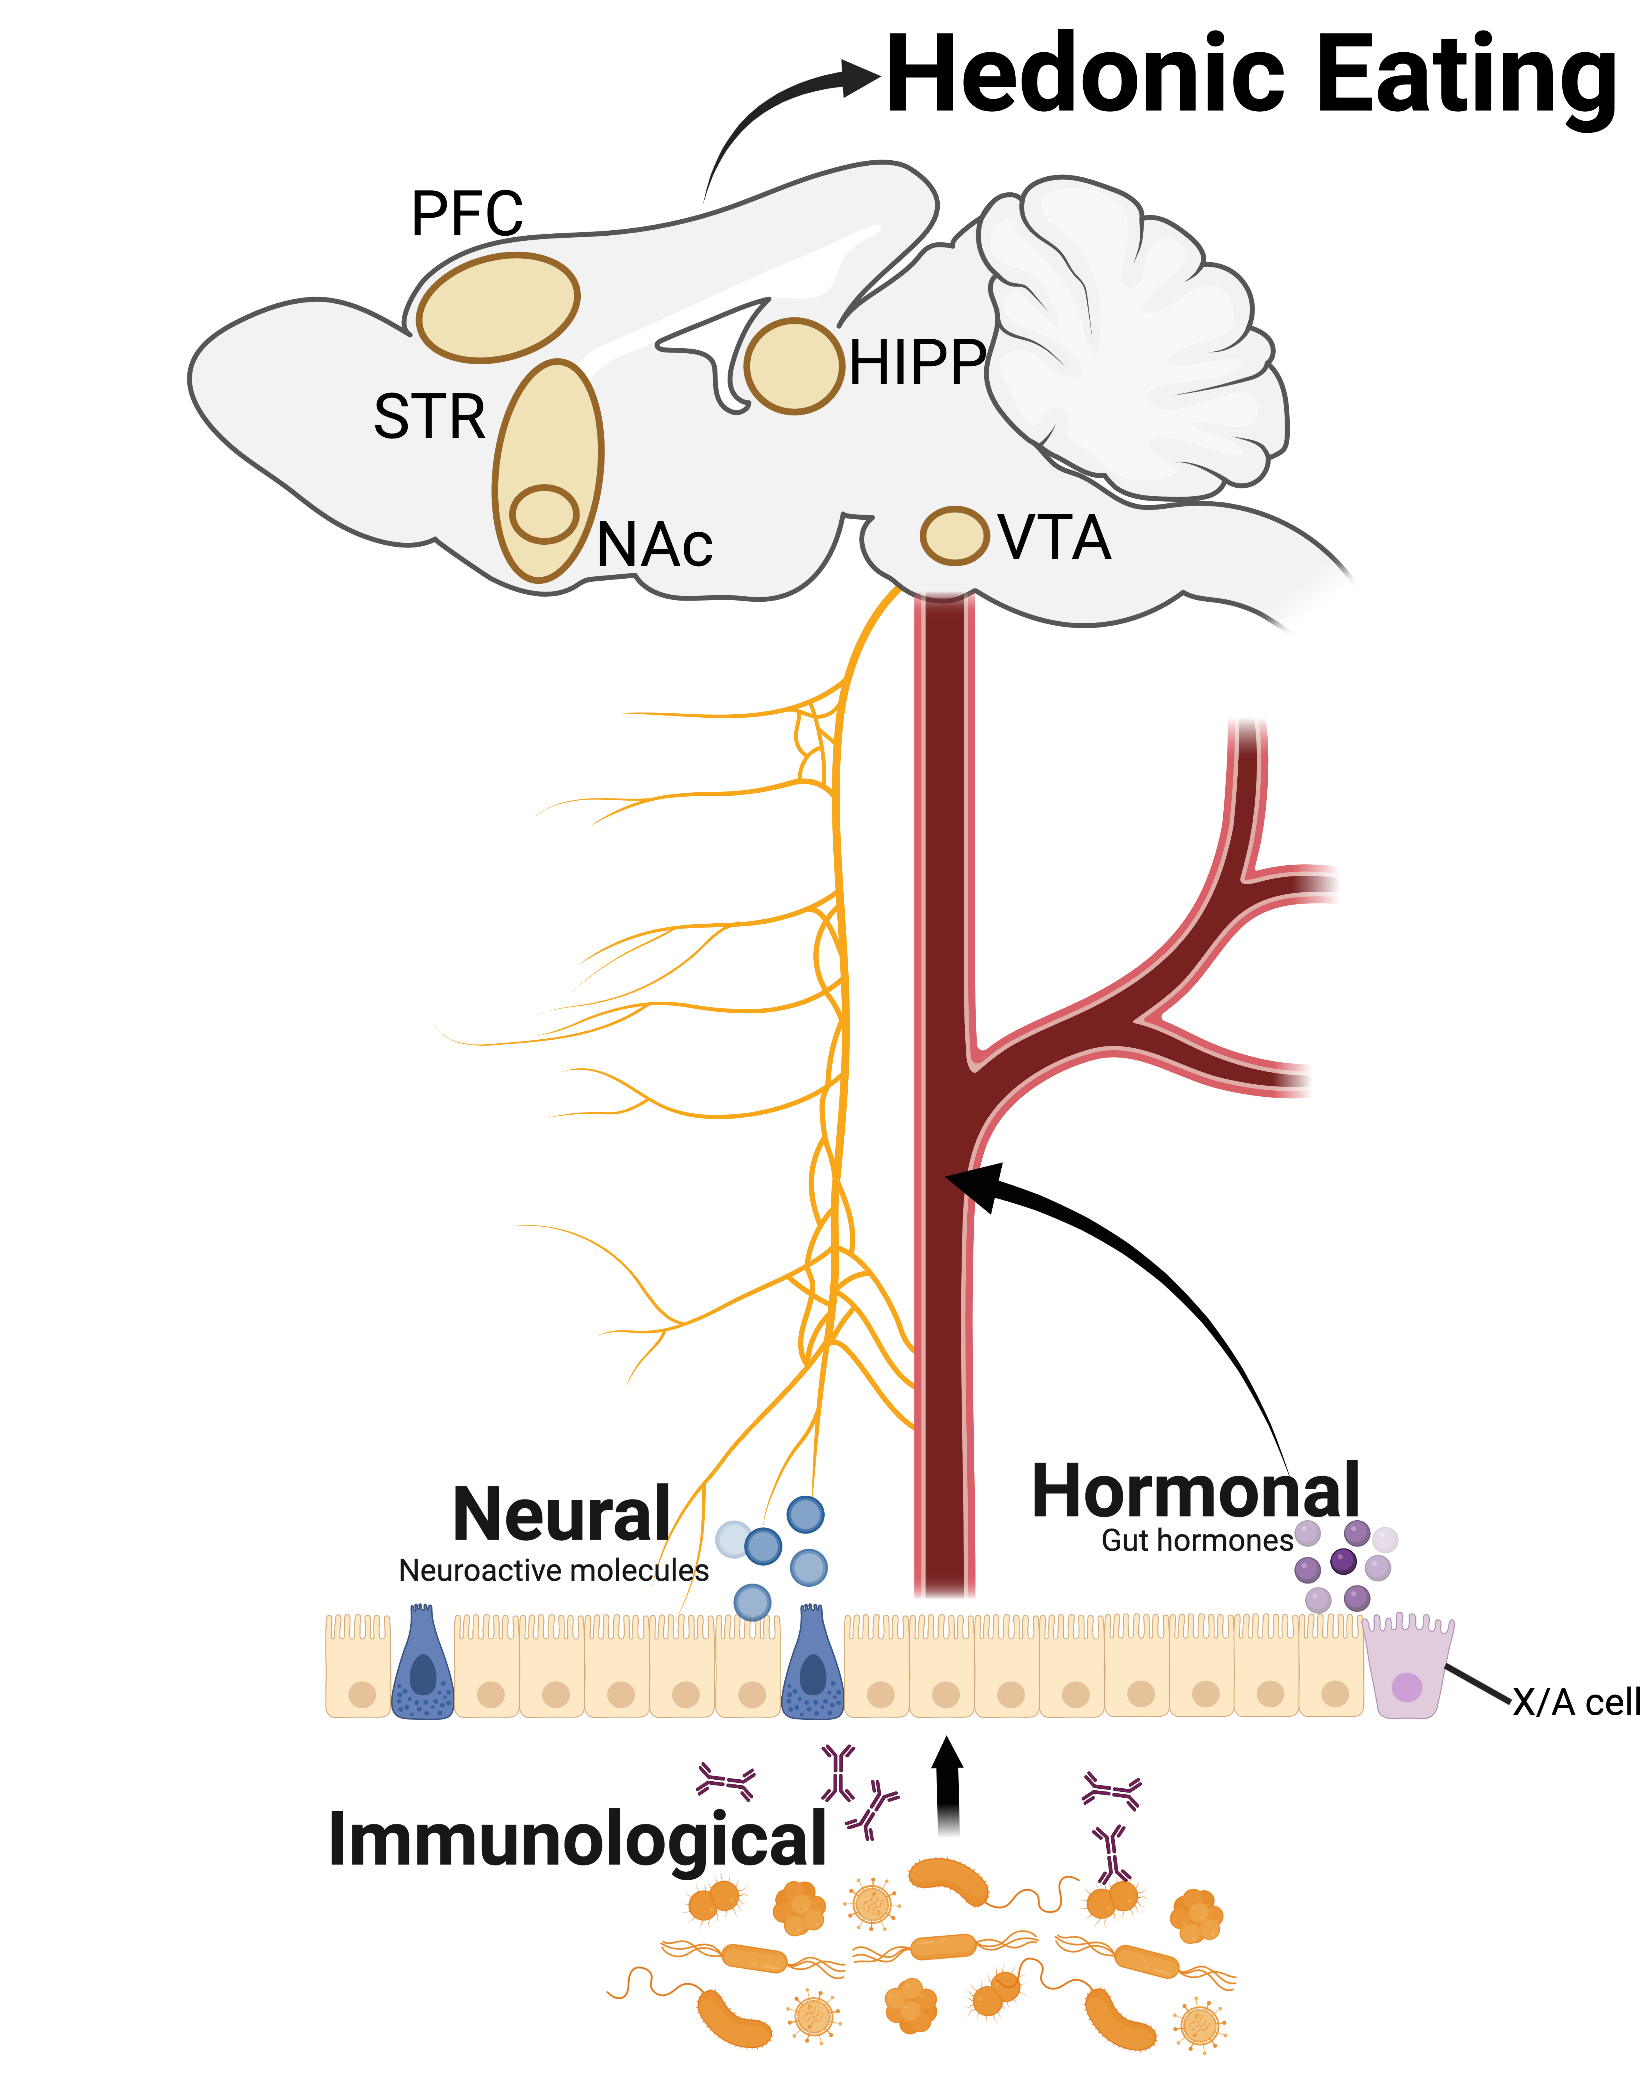 Hedonic Eating
PFC
HIPP
STR
NAc
VTA
Neural
Neuroactive molecules
Hormonal
Gut hormones
X/A cell
Immunological